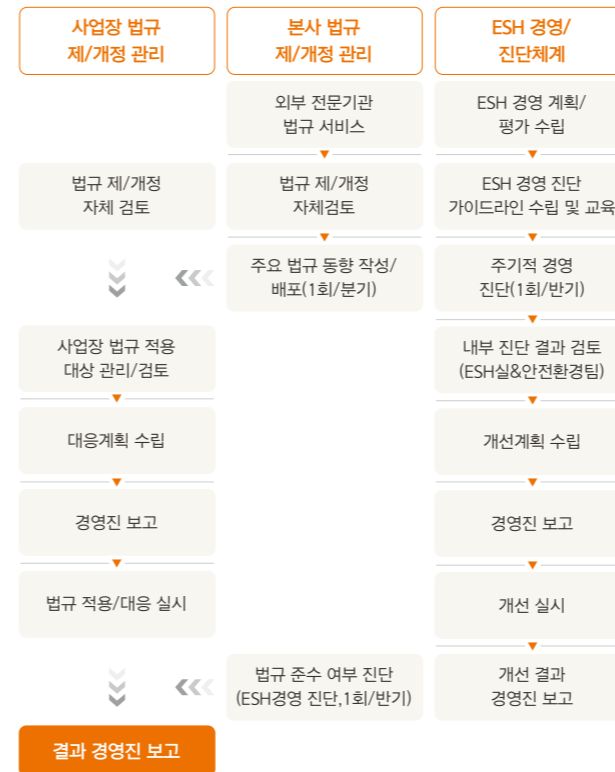 사업장 법규
제/개정 관리
본사 법규
제/개정 관리
ESH 경영/
진단체계
외부 전문기관
법규 서비스
ESH 경영 계획/
평가 수립
법규 제/개정
자체 검토
법규 제/개정
자체검토
ESH 경영 진단
가이드라인 수립 및 교육
주요 법규 동향 작성/
배포(1회/분기)
주기적 경영
진단(1회/반기)
사업장 법규 적용
대상 관리/검토
내부 진단 결과 검토
(ESH실&안전환경팀)
대응계획 수립
개선계획 수립
경영진 보고
경영진 보고
법규 적용/대응 실시
개선 실시
법규 준수 여부 진단
(ESH경영 진단,1회/반기)
개선 결과
경영진 보고
결과 경영진 보고